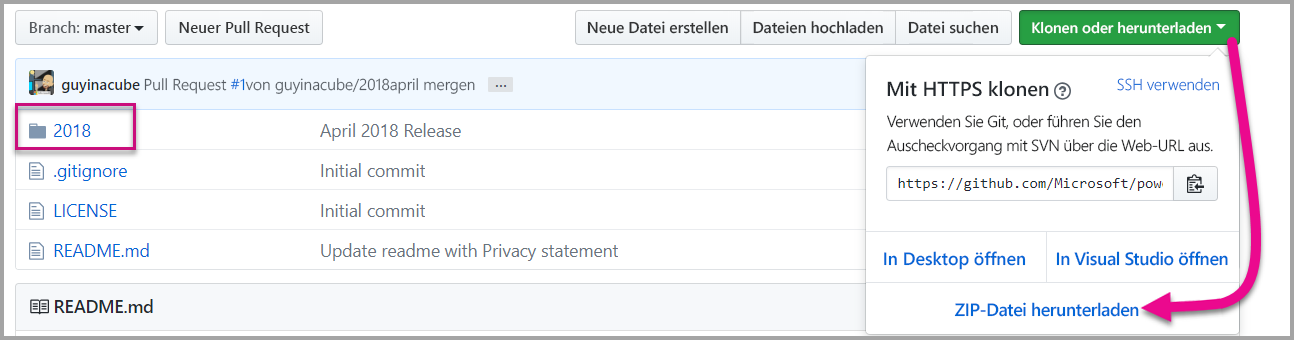 Branch: master
Neuer Pull Request
Neue Datei erstellen
Dateien hochladen
Datei suchen
Klonen oder herunterladen
guyinacube Pull Request #1von guyinacube/2018april mergen ...
2018 April 2018 Release
.gitignore Initial commit
LICENSE Initial commit
README.md Update readme with Privacy statement
README.md
Mit HTTPS klonen ?
SSH verwenden
Verwenden Sie Git, oder führen Sie den
Auscheckvorgang mit SVN über die Web-URL aus.
https://github.com/Microsoft/pow
In Desktop öffnen
In Visual Studio öffnen
ZIP-Datei herunterladen